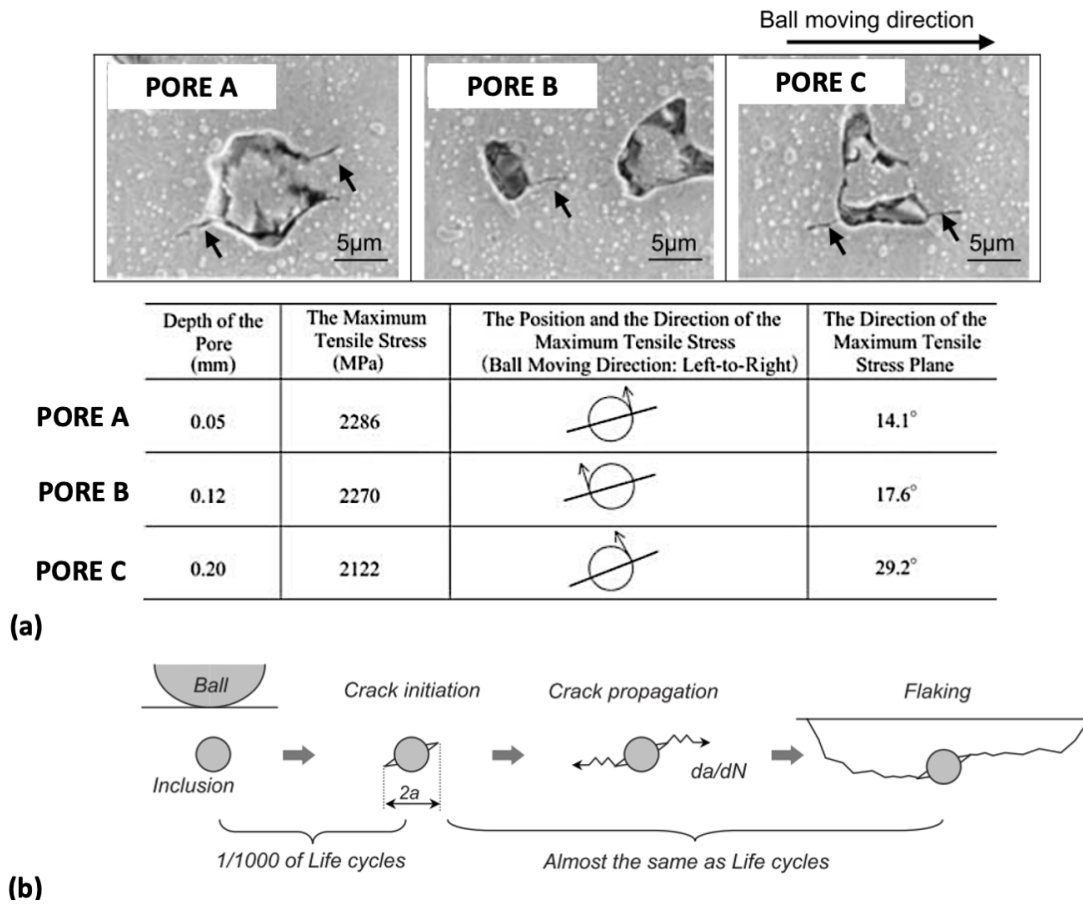 Ball moving direction
PORE A
PORE B
PORE C
5μm
5μm
5μm
Depth of the Pore (mm)
The Maximum Tensile Stress (MPa)
The Position and the Direction of the Maximum Tensile Stress (Ball Moving Direction: Left-to-Right)
The Direction of the Maximum Tensile Stress Plane
PORE A 0.05 2286 14.1°
PORE B 0.12 2270 17.6°
PORE C 0.20 2122 29.2°
(a)
Ball
Inclusion
Crack initiation
2a
Crack propagation
da/dN
Flaking
1/1000 of Life cycles
Almost the same as Life cycles
(b)